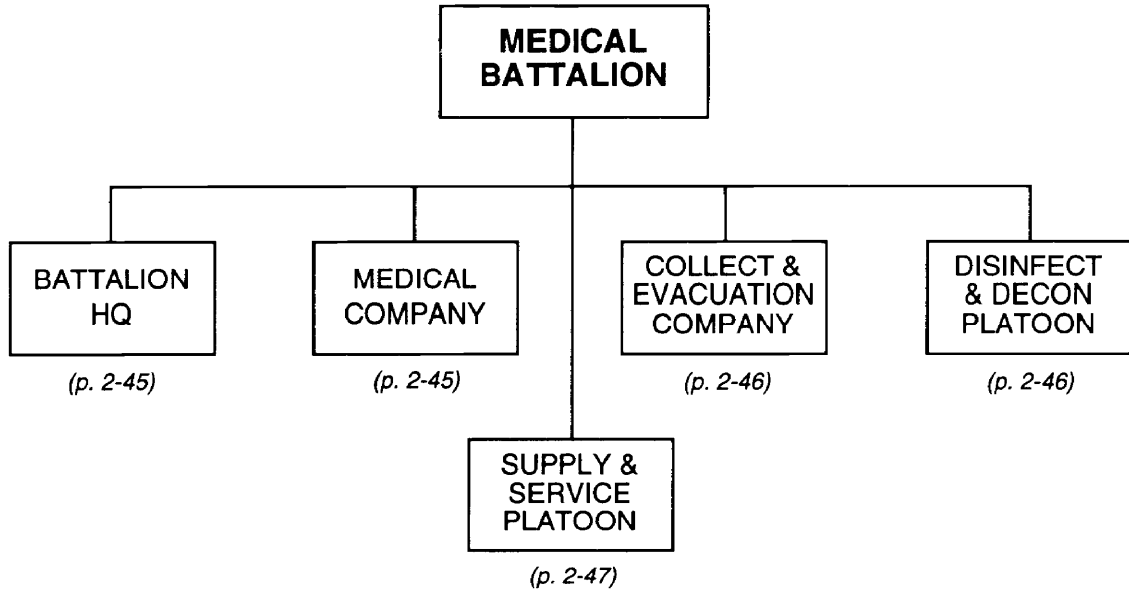 MEDICAL
BATTALION
BATTALION
HQ
(p. 2-45)
MEDICAL
COMPANY
(p. 2-45)
COLLECT &
EVACUATION
COMPANY
(p. 2-46)
DISINFECT
& DECON
PLATOON
(p. 2-46)
SUPPLY &
SERVICE
PLATOON
(p. 2-47)